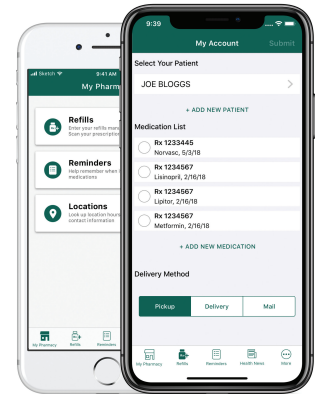 Sketch
9:41 AM
My Pharm
Refills
Enter your refills man
Scan your prescription
Reminders
Help remember when
medications
Locations
Look up location hours
contact information
My Pharmacy
Refills
Reminders
9:39
My Account
Submit
Select Your Patient
JOE BLOGGS
+ ADD NEW PATIENT
Medication List
Rx 1233445
Norvasc, 5/3/18
Rx 1234567
Lisinopril, 2/16/18
Rx 1234567
Lipitor, 2/16/18
Rx 1234567
Metformin, 2/16/18
+ ADD NEW MEDICATION
Delivery Method
Pickup
Delivery
Mail
My Pharmacy
Refills
Reminders
Health News
More